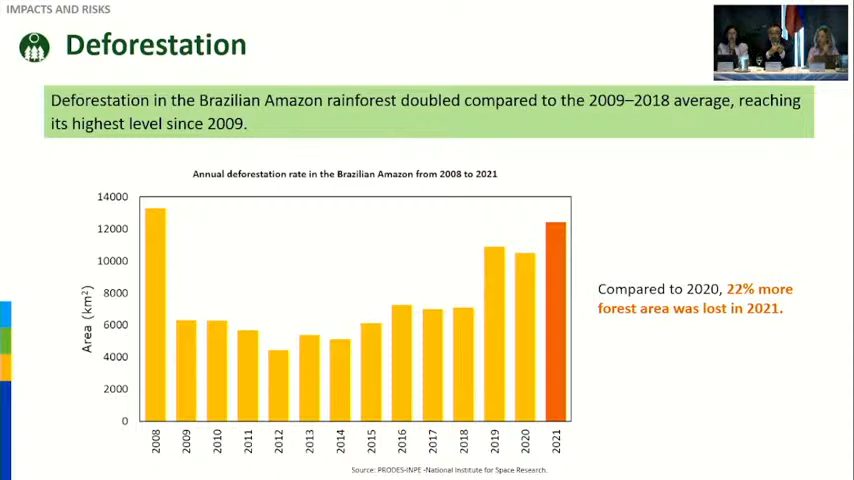 IMPACTS AND RISKS
Deforestation
Deforestation in the Brazilian Amazon rainforest doubled compared to the 2009–2018 average, reaching
its highest level since 2009.
Annual deforestation rate in the Brazilian Amazon from 2008 to 2021
14000
12000
10000
8000
6000
4000
2000
0
Area (km²)
2008 2009 2010 2011 2012 2013 2014 2015 2016 2017 2018 2019 2020 2021
Compared to 2020, 22% more
forest area was lost in 2021.
Source: PRODES-INPE -National Institute for Space Research.